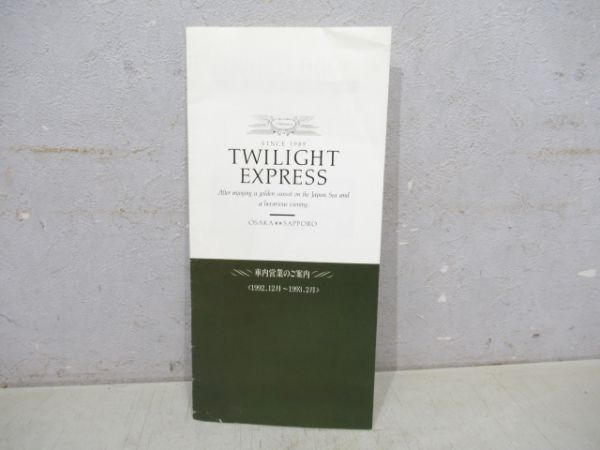 SINCE 1989
TWILIGHT
EXPRESS
After enjoying a golden sunset on the Japan Sea and
a luxurious evening.
OSAKA SAPPORO
車内営業のご案内
〈1992.12月～1993.2月〉